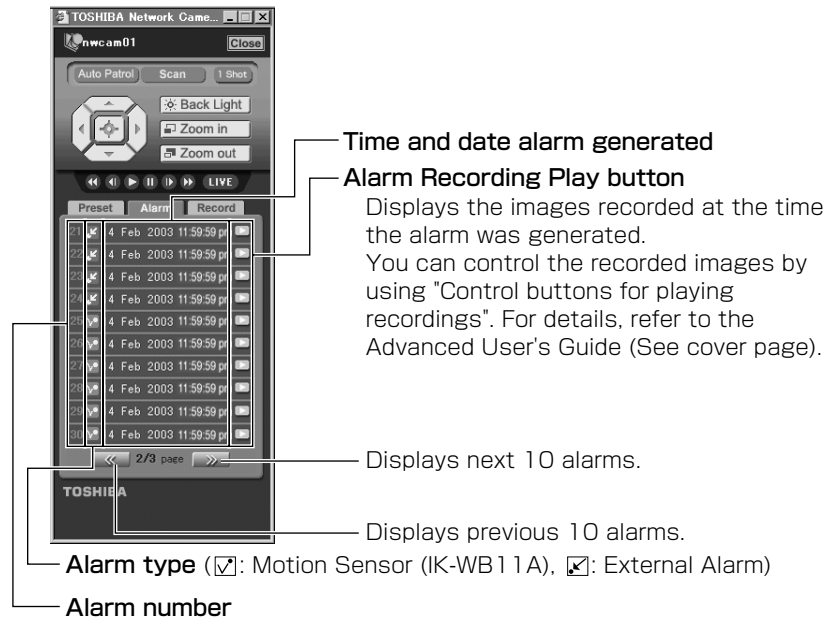 TOSHIBA Network Came...
nwcam01 Close
Auto Patrol Scan 1 Shot
Back Light
Zoom in
Zoom out
LIVE
Preset Alarm Record
21 4 Feb 2003 11:59:59 pm
22 4 Feb 2003 11:59:59 pm
23 4 Feb 2003 11:59:59 pm
24 4 Feb 2003 11:59:59 pm
25 4 Feb 2003 11:59:59 pm
26 4 Feb 2003 11:59:59 pm
27 4 Feb 2003 11:59:59 pm
28 4 Feb 2003 11:59:59 pm
29 4 Feb 2003 11:59:59 pm
30 4 Feb 2003 11:59:59 pm
2/3 page
TOSHIBA
Time and date alarm generated
Alarm Recording Play button
Displays the images recorded at the time
the alarm was generated.
You can control the recorded images by
using "Control buttons for playing
recordings". For details, refer to the
Advanced User's Guide (See cover page).
Displays next 10 alarms.
Displays previous 10 alarms.
Alarm type ( : Motion Sensor (IK-WB11A), : External Alarm)
Alarm number